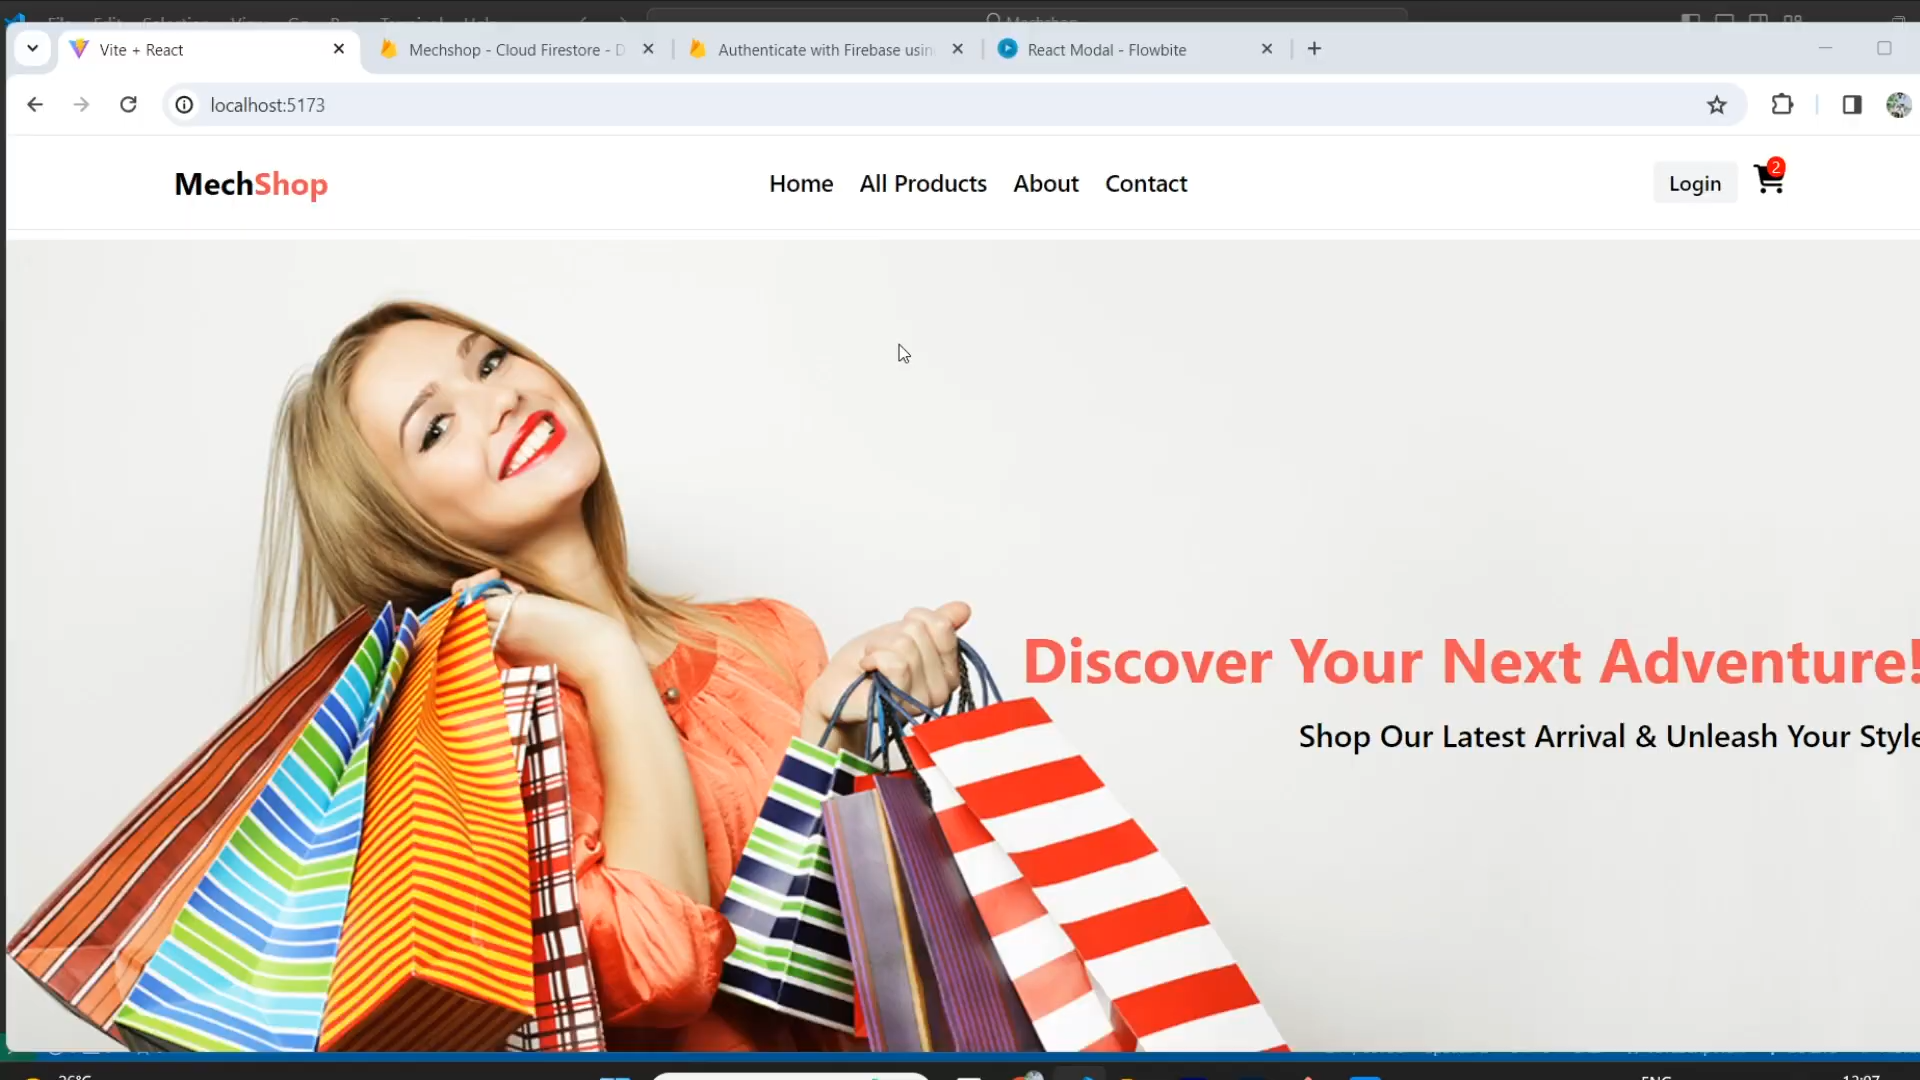 Vite + React
Mechshop - Cloud Firestore - D
Authenticate with Firebase usin
React Modal - Flowbite
localhost:5173
MechShop
Home
All Products
About
Contact
Login
2
Discover Your Next Adventure!
Shop Our Latest Arrival & Unleash Your Style